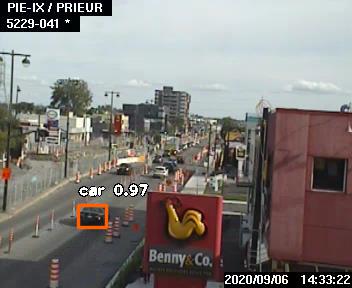 PIE-IX / PRIEUR
5229-041 *
car 0.97
Benny&Co.
2020/09/06 14:33:22